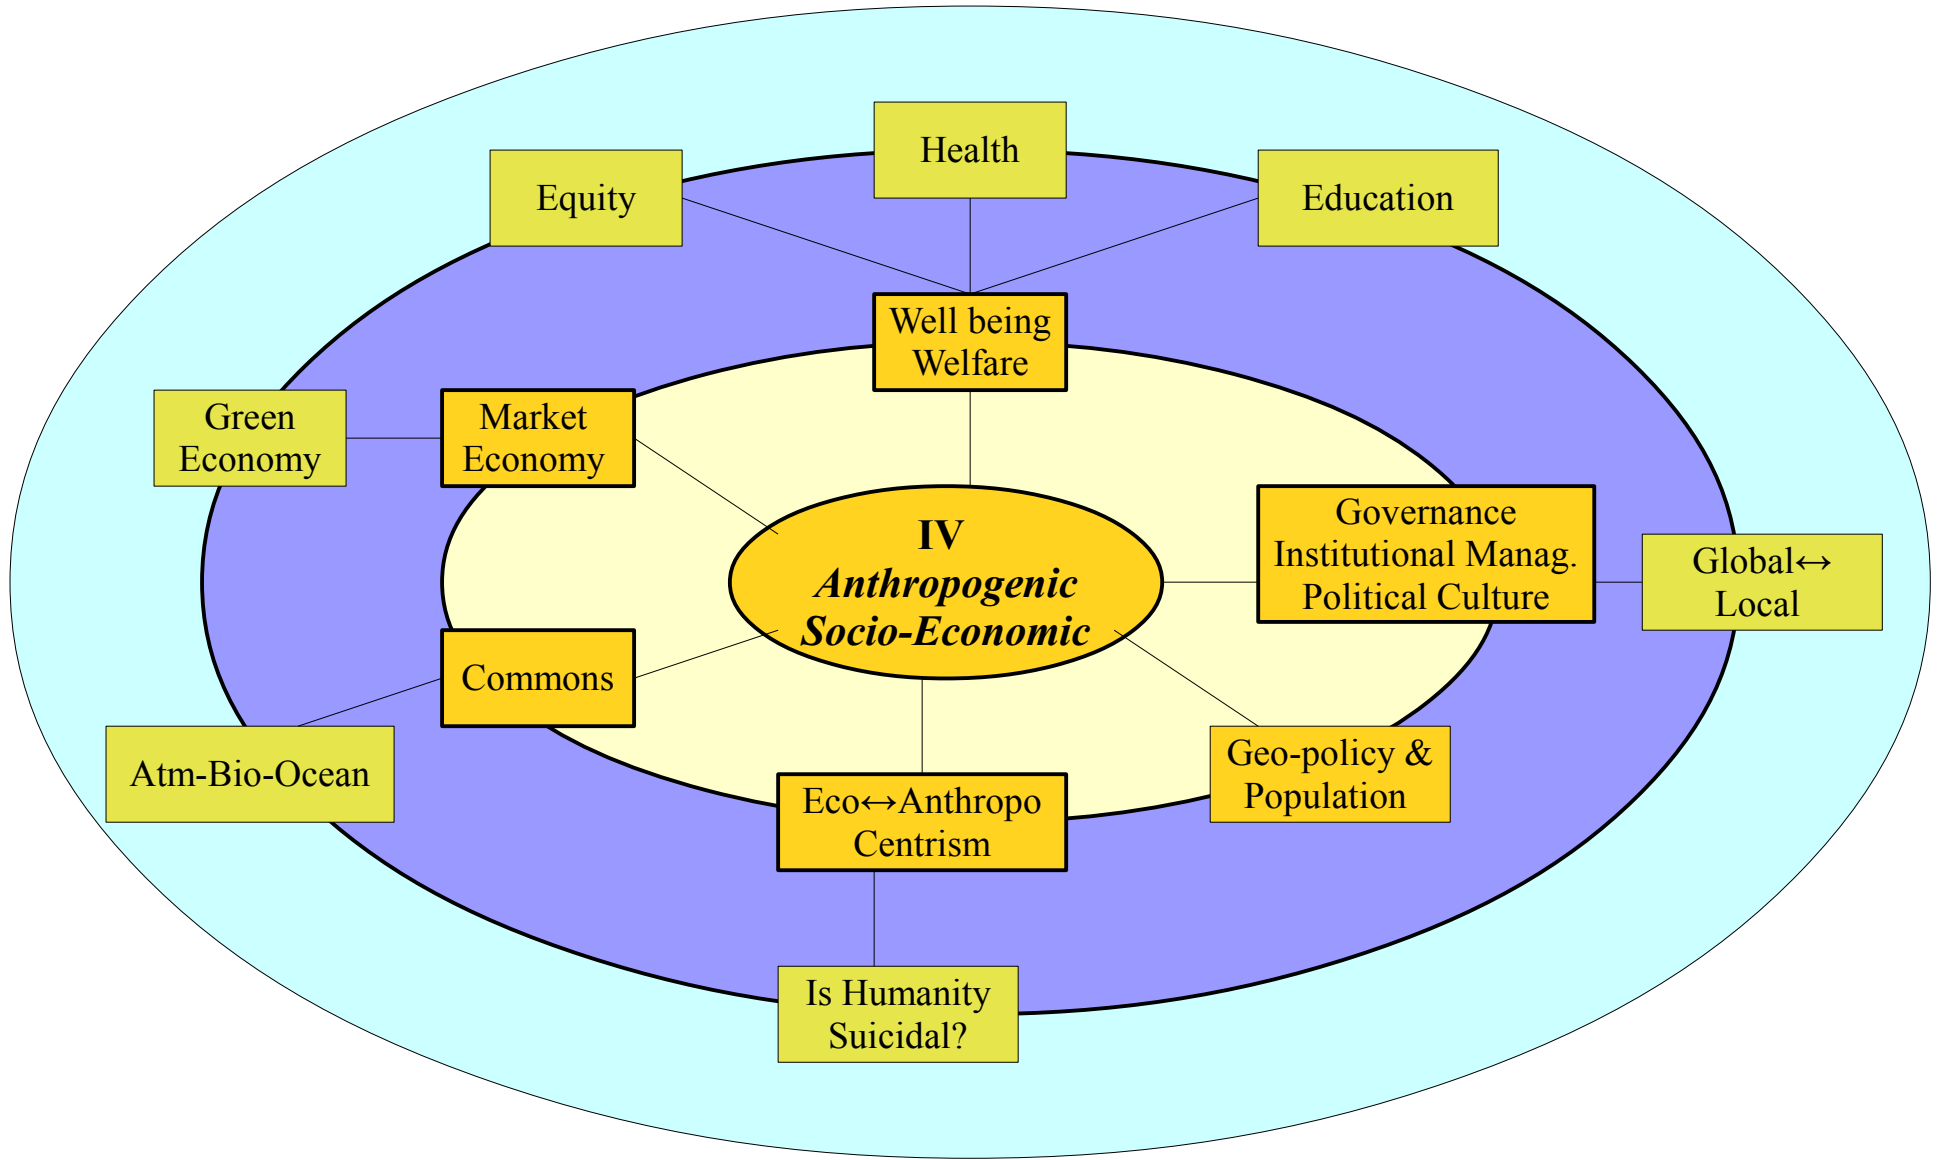 Health
Equity
Education
Well being
Welfare
Green
Economy
Market
Economy
IV
Anthropogenic
Socio-Economic
Governance
Institutional Manag.
Political Culture
Global↔
Local
Commons
Atm-Bio-Ocean
Geo-policy &
Population
Eco↔Anthropo
Centrism
Is Humanity
Suicidal?